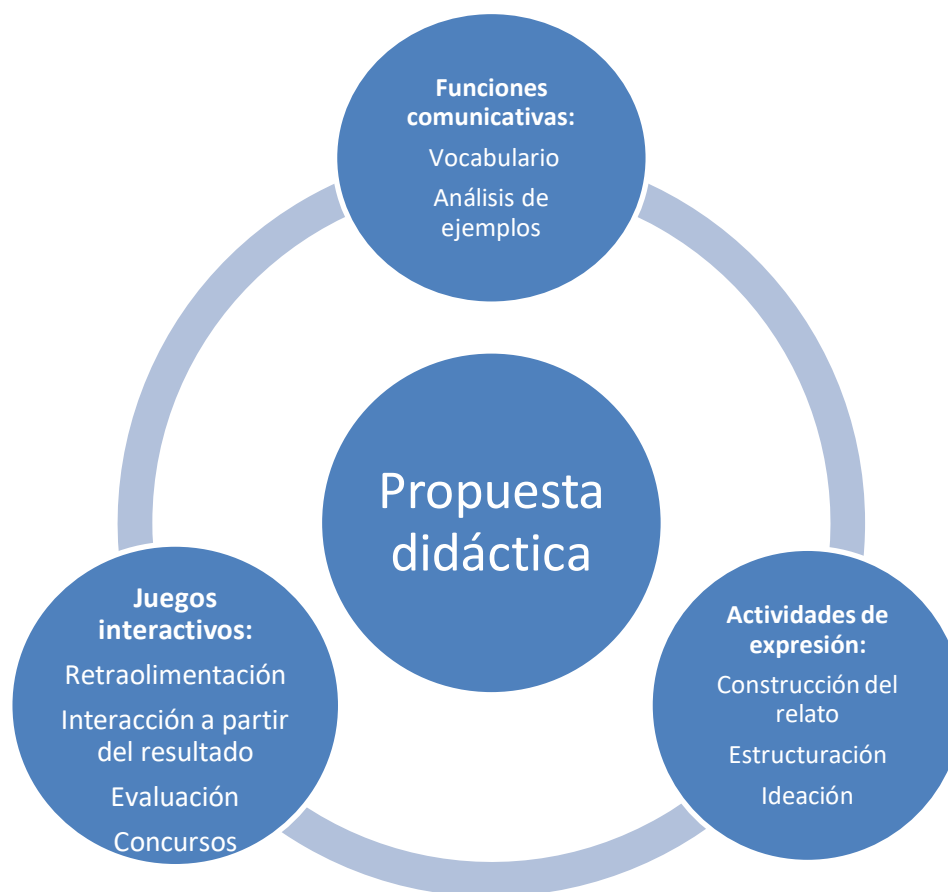 Funciones
comunicativas:
Vocabulario
Análisis de
ejemplos
Propuesta
didáctica
Juegos
interactivos:
Retraolimentación
Interacción a partir
del resultado
Evaluación
Concursos
Actividades de
expresión:
Construcción del
relato
Estructuración
Ideación